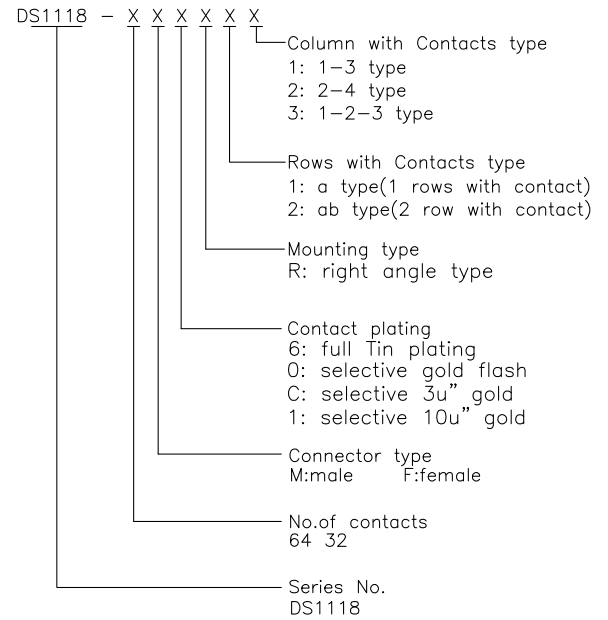 DS1118 - X X X X X X
Column with Contacts type
1: 1-3 type
2: 2-4 type
3: 1-2-3 type
Rows with Contacts type
1: a type(1 rows with contact)
2: ab type(2 row with contact)
Mounting type
R: right angle type
Contact plating
6: full Tin plating
0: selective gold flash
C: selective 3u" gold
1: selective 10u" gold
Connector type
M:male F:female
No.of contacts
64 32
Series No.
DS1118